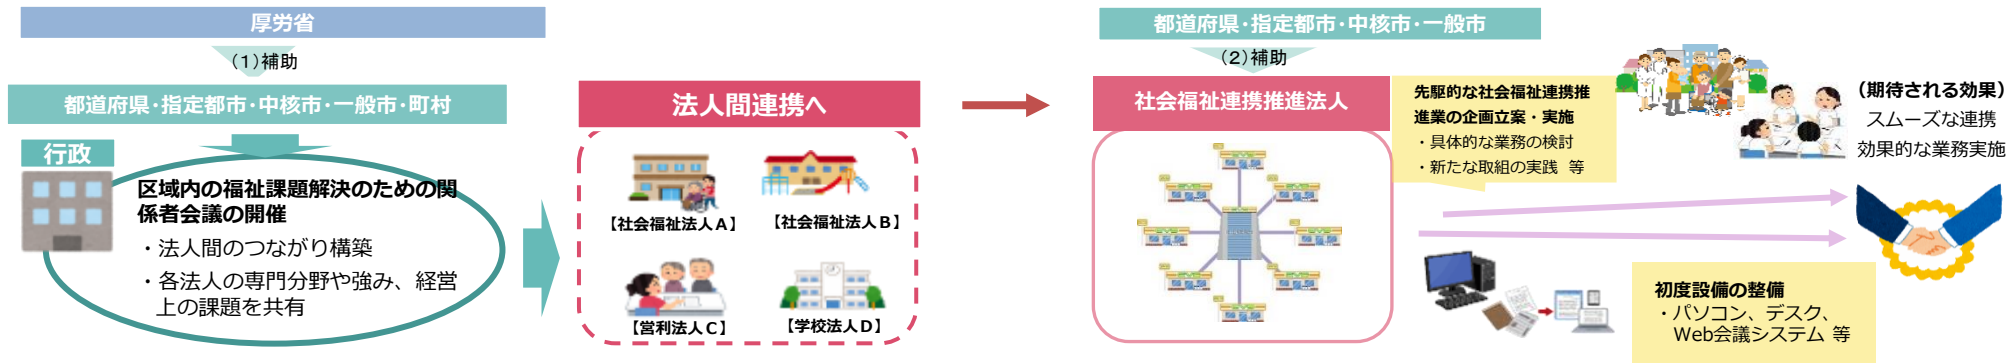 厚労省
（１）補助
都道府県・指定都市・中核市・一般市・町村
行政
区域内の福祉課題解決のための関
係者会議の開催
・法人間のつながり構築
・各法人の専門分野や強み、経営
上の課題を共有
法人間連携へ
【社会福祉法人Ａ】
【社会福祉法人Ｂ】
【営利法人Ｃ】
【学校法人Ｄ】
都道府県・指定都市・中核市・一般市
（２）補助
社会福祉連携推進法人
先駆的な社会福祉連携推
進業の企画立案・実施
・具体的な業務の検討
・新たな取組の実践 等
（期待される効果）
スムーズな連携
効果的な業務実施
初度設備の整備
・パソコン、デスク、
Web会議システム 等